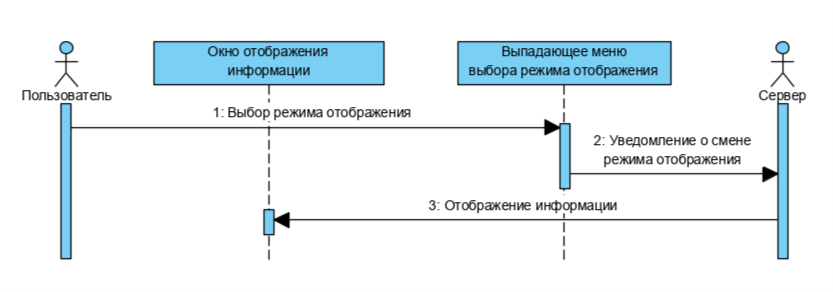 Окно отображения
информации
Выпадающее меню
выбора режима отображения
Пользователь
Сервер
1: Выбор режима отображения
2: Уведомление о смене
режима отображения
3: Отображение информации